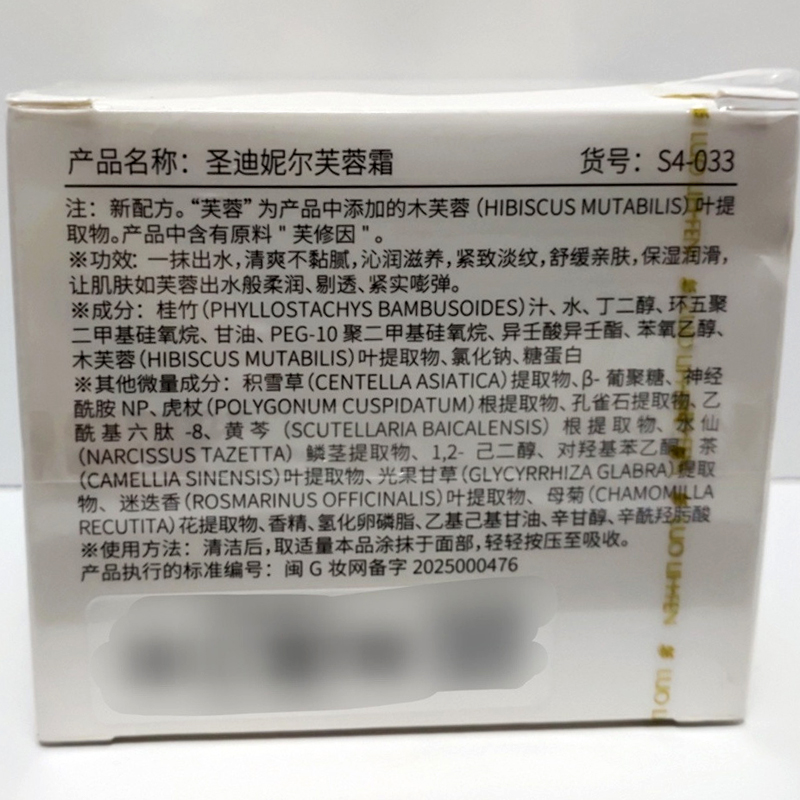 产品名称：圣迪妮尔芙蓉霜 货号：S4-033
注：新配方。“芙蓉”为产品中添加的木芙蓉(HIBISCUS MUTABILIS)叶提
取物。产品中含有原料"芙修因"。
※功效：一抹出水，清爽不黏腻，沁润滋养，紧致淡纹，舒缓亲肤，保湿润滑，
让肌肤如芙蓉出水般柔润、剔透、紧实嘭弹。
※成分：桂竹(PHYLLOSTACHYS BAMBUSOIDES)汁、水、丁二醇、环五聚
二甲基硅氧烷、甘油、PEG-10聚二甲基硅氧烷、异壬酸异壬酯、苯氧乙醇、
木芙蓉(HIBISCUS MUTABILIS)叶提取物、氯化钠、糖蛋白
※其他微量成分：积雪草(CENTELLA ASIATICA)提取物、β-葡聚糖、神经
酰胺NP、虎杖(POLYGONUM CUSPIDATUM)根提取物、孔雀石提取物、乙
酰基六肽-8、黄芩(SCUTELLARIA BAICALENSIS)根提取物、水仙
(NARCISSUS TAZETTA)鳞茎提取物、1,2-己二醇、对羟基苯乙酮、茶
(CAMELLIA SINENSIS)叶提取物、光果甘草(GLYCYRRHIZA GLABRA)提取
物、迷迭香(ROSMARINUS OFFICINALIS)叶提取物、母菊(CHAMOMILLA
RECUTITA)花提取物、香精、氢化卵磷脂、乙基己基甘油、辛甘醇、辛酰羟肟酸
※使用方法：清洁后，取适量本品涂抹于面部，轻轻按压至吸收。
产品执行的标准编号：闽G妆网备字2025000476